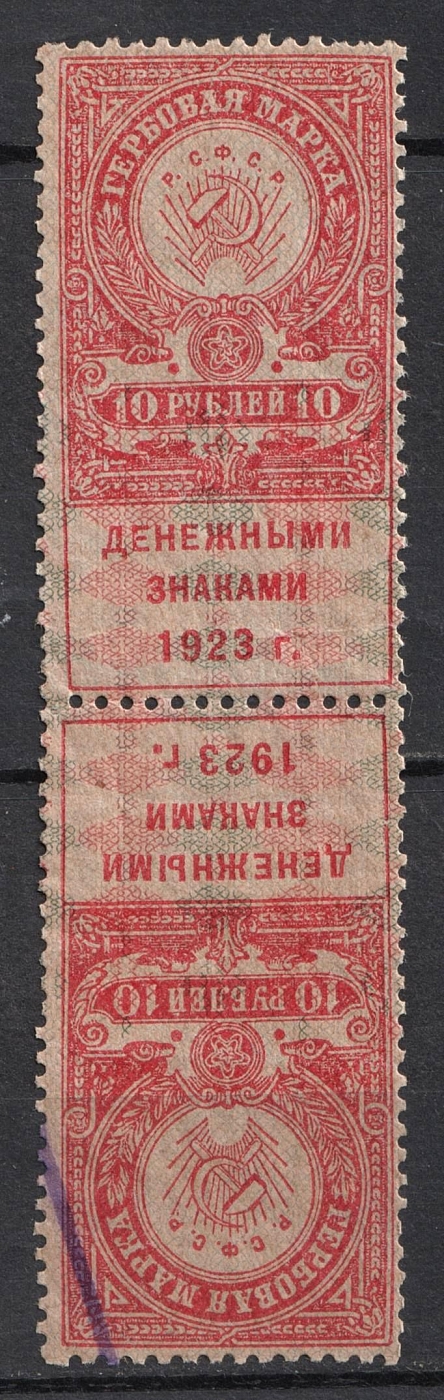 ГЕРБОВАЯ МАРКА
Р. С. Ф. С. Р.
10 РУБЛЕЙ 10
ДЕНЕЖНЫМИ
ЗНАКАМИ
1923 г.
ДЕНЕЖНЫМИ
ЗНАКАМИ
1923 г.
10 РУБЛЕЙ 10
Р. С. Ф. С. Р.
ГЕРБОВАЯ МАРКА